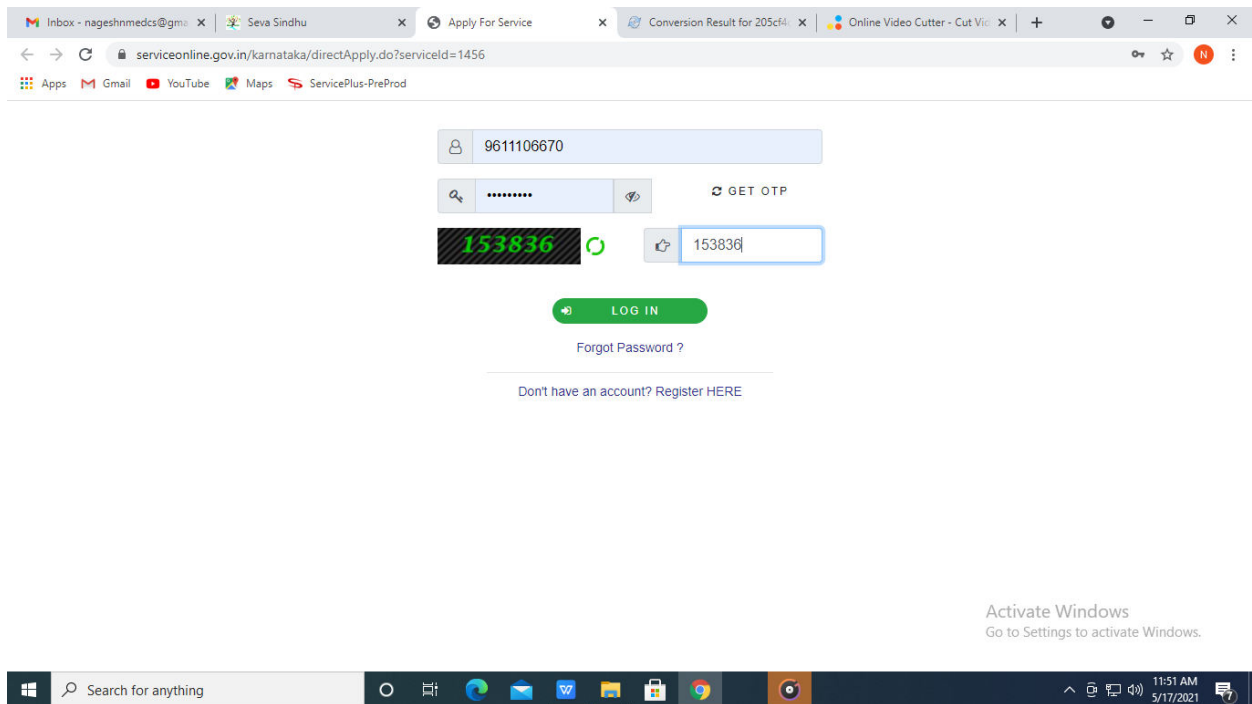 Inbox - nageshnmedcs@gma
Seva Sindhu
Apply For Service
Conversion Result for 205cf4
Online Video Cutter - Cut Vid
serviceonline.gov.in/karnataka/directApply.do?serviceId=1456
N
Apps
Gmail
YouTube
Maps
ServicePlus-PreProd
9611106670
•••••••••
GET OTP
153836
153836
LOG IN
Forgot Password ?
Don't have an account? Register HERE
Activate Windows
Go to Settings to activate Windows.
Search for anything
11:51 AM
5/17/2021
7